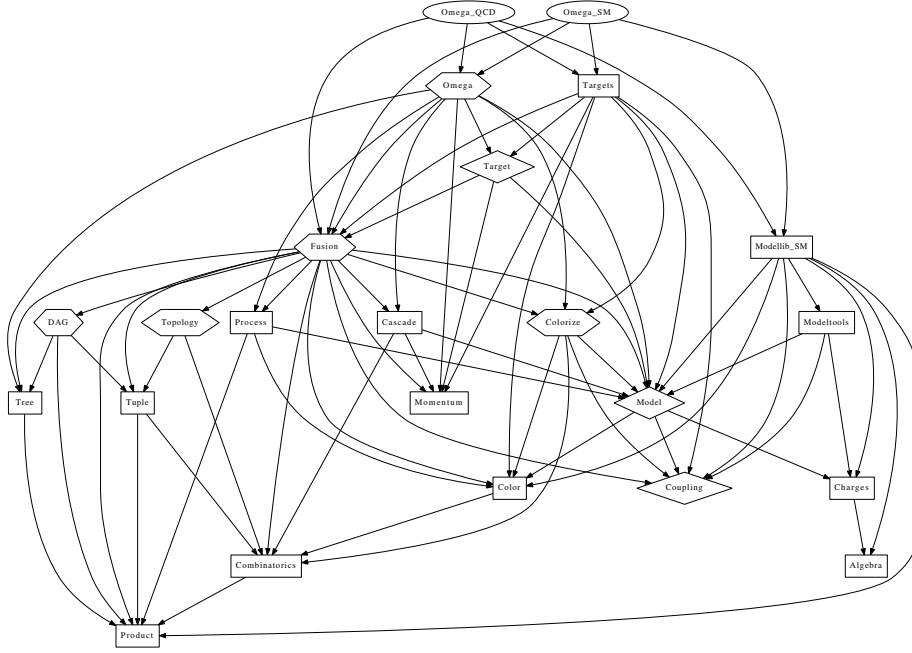 Omega_QCD
Omega_SM
Omega
Targets
Target
Fusion
Modellib_SM
DAG
Topology
Process
Cascade
Colorize
Modeltools
Tree
Tuple
Momentum
Model
Color
Coupling
Charges
Combinatorics
Algebra
Product